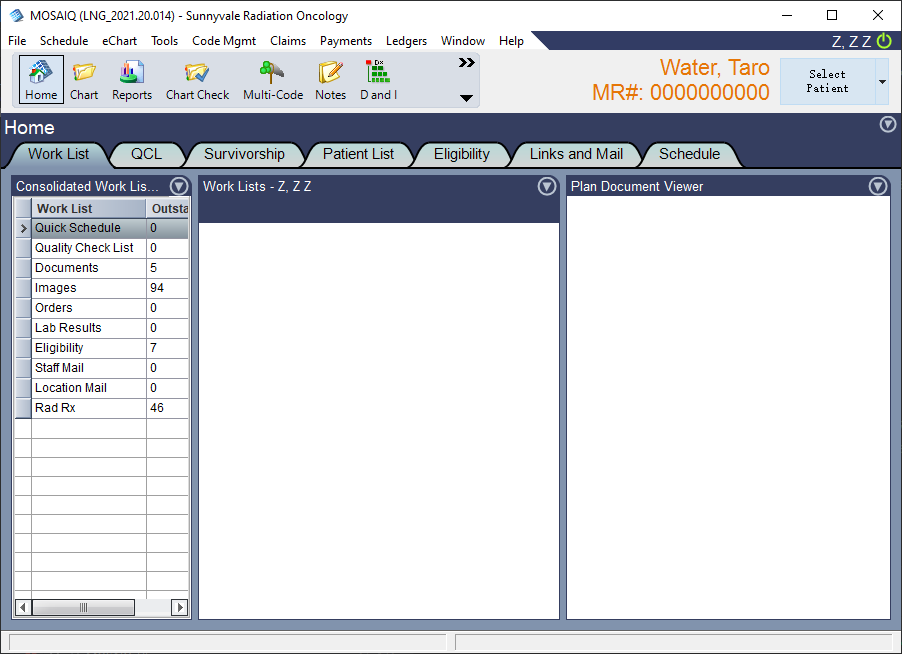 MOSAIQ (LNG_2021.20.014) - Sunnyvale Radiation Oncology
File Schedule eChart Tools Code Mgmt Claims Payments Ledgers Window Help
Z, Z Z
Home Chart Reports Chart Check Multi-Code Notes D and I
Dx
Water, Taro
MR#: 0000000000
Select
Patient
Home
Work List QCL Survivorship Patient List Eligibility Links and Mail Schedule
Consolidated Work Lis... Work Lists - Z, Z Z Plan Document Viewer
Work List Outsta
Quick Schedule 0
Quality Check List 0
Documents 5
Images 94
Orders 0
Lab Results 0
Eligibility 7
Staff Mail 0
Location Mail 0
Rad Rx 46